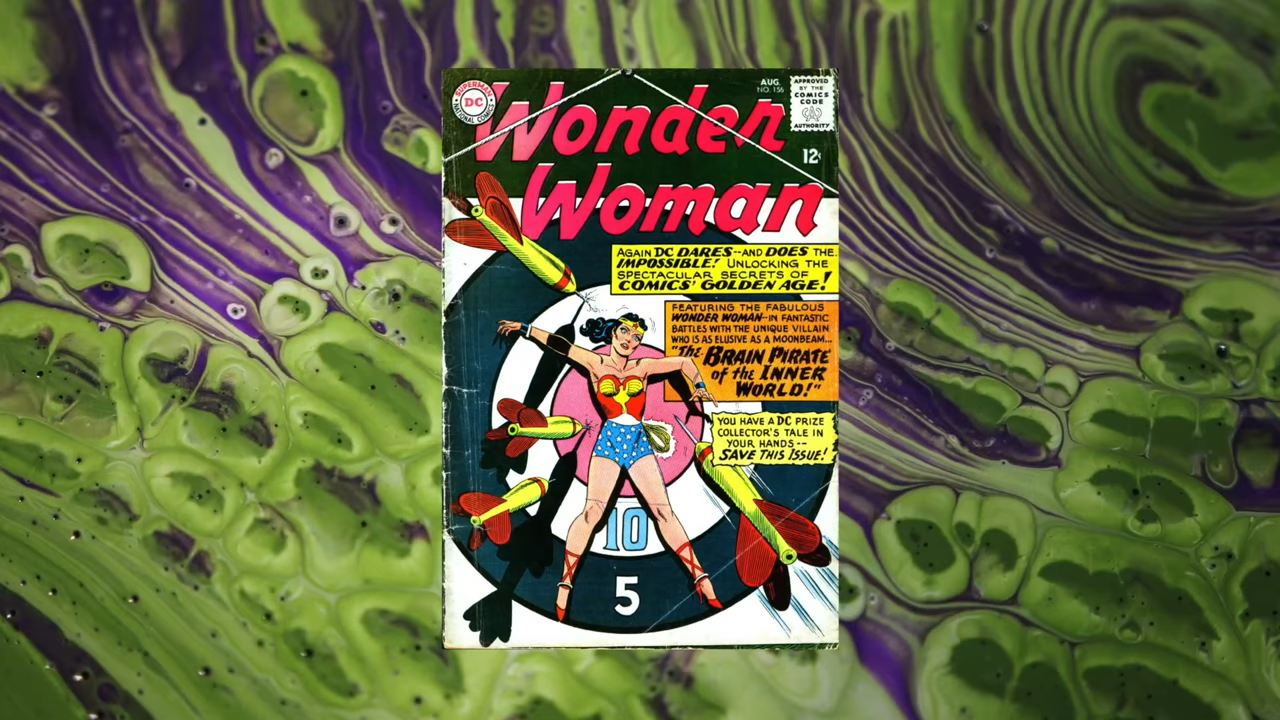 SUPERMAN
DC
NATIONAL COMICS
Wonder
Woman
AUG.
NO. 156
APPROVED
BY THE
COMICS
CODE
AUTHORITY
12¢
AGAIN DC DARES--AND DOES THE
IMPOSSIBLE! UNLOCKING THE
SPECTACULAR SECRETS OF
COMICS' GOLDEN AGE!
FEATURING THE FABULOUS
WONDER WOMAN--IN FANTASTIC
BATTLES WITH THE UNIQUE VILLAIN
WHO IS AS ELUSIVE AS A MOONBEAM...
"The BRAIN PIRATE
of the INNER
WORLD!"
YOU HAVE A DC PRIZE
COLLECTOR'S TALE IN
YOUR HANDS--
SAVE THIS ISSUE!
10
5